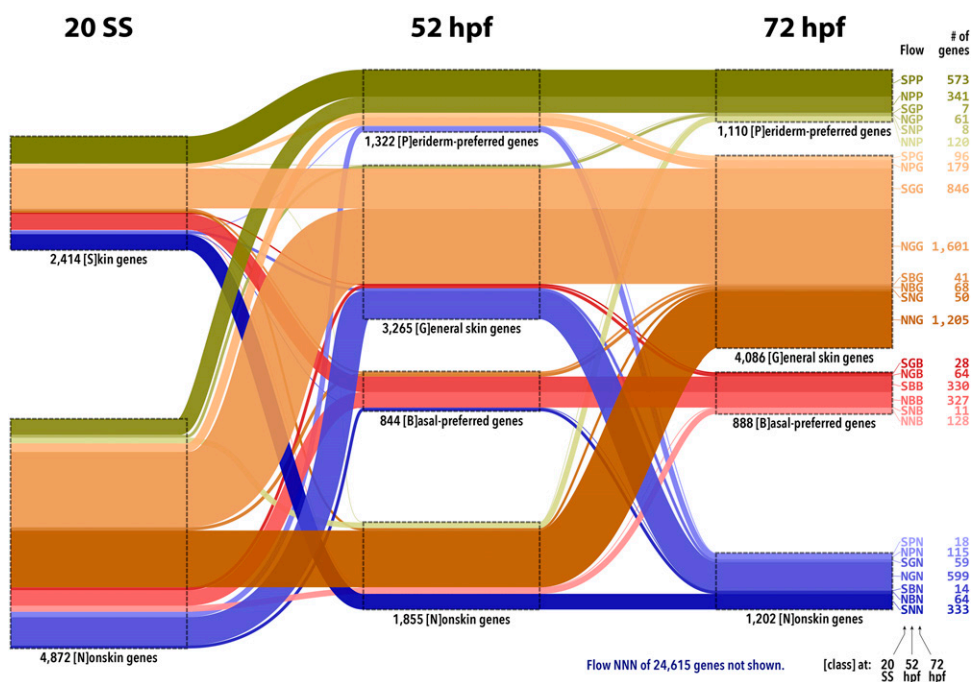 20 SS 52 hpf 72 hpf
Flow # of genes
SPP 573
NPP 341
SGP 7
NGP 61
SNP 8
NNP 120
1,322 [P]eriderm-preferred genes
1,110 [P]eriderm-preferred genes
SPG 96
NPG 179
SGG 846
2,414 [S]kin genes
NGG 1,601
SBG 41
NBG 68
SNG 50
NNG 1,205
3,265 [G]eneral skin genes
4,086 [G]eneral skin genes
SGB 28
NGB 64
SBB 330
NBB 327
SNB 11
NNB 128
844 [B]asal-preferred genes
888 [B]asal-preferred genes
SPN 18
NPN 115
SGN 59
NGN 599
SBN 14
NBN 64
SNN 333
1,855 [N]onskin genes
1,202 [N]onskin genes
4,872 [N]onskin genes
Flow NNN of 24,615 genes not shown.
[class] at: 20 52 72
SS hpf hpf